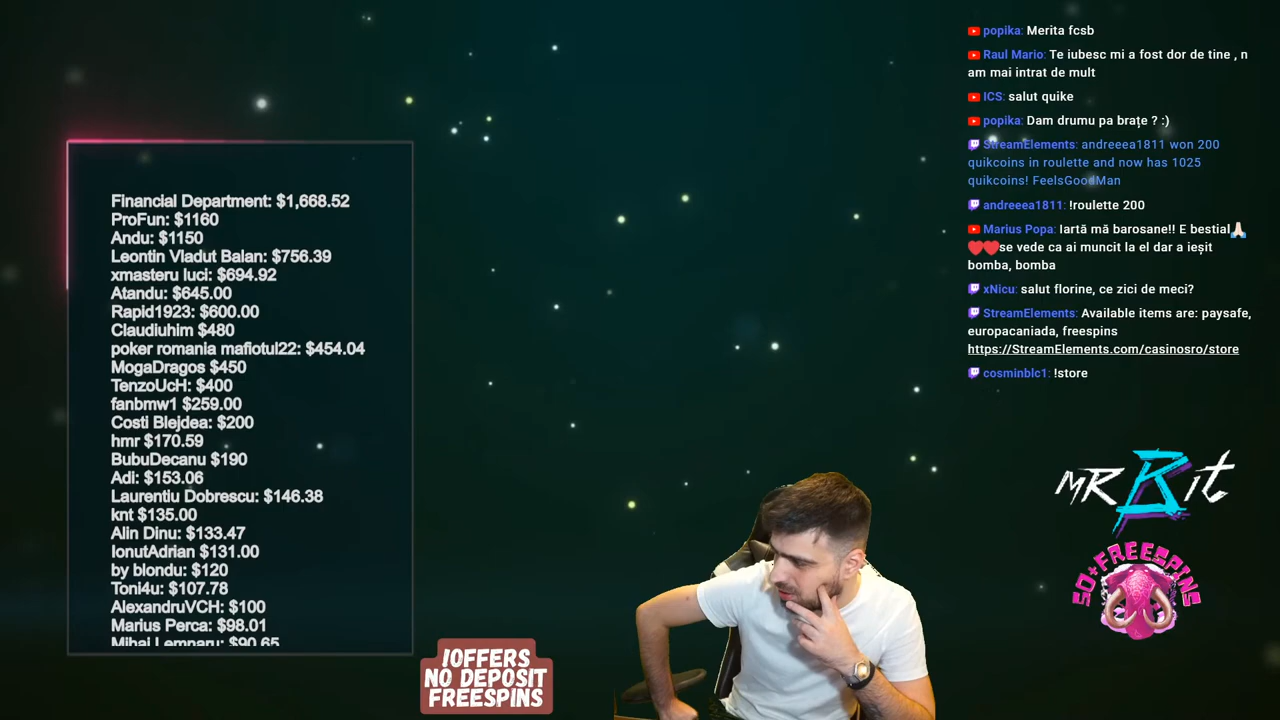 Financial Department: $1,668.52
ProFun: $1160
Andu: $1150
Leontin Vladut Balan: $756.39
xmasteru luci: $694.92
Atandu: $645.00
Rapid1923: $600.00
Claudiuhim $480
poker romania mafiotul22: $454.04
MogaDragos $450
TenzoUcH: $400
fanbmw1 $259.00
Costi Blejdea: $200
hmr $170.59
BubuDecanu $190
Adi: $153.06
Laurentiu Dobrescu: $146.38
knt $135.00
Alin Dinu: $133.47
IonutAdrian $131.00
by blondu: $120
Toni4u: $107.78
AlexandruVCH: $100
Marius Perca: $98.01
Mihai Lemnaru: $90.65
IOFFERS
NO DEPOSIT
FREESPINS
popika: Merita fcsb
Raul Mario: Te iubesc mi a fost dor de tine , n
am mai intrat de mult
ICS: salut quike
popika: Dam drumu pa brațe ? :)
StreamElements: andreeea1811 won 200
quikcoins in roulette and now has 1025
quikcoins! FeelsGoodMan
andreeea1811: !roulette 200
Marius Popa: Iartă mă barosane!! E bestial🙏🏻
❤️❤️se vede ca ai muncit la el dar a ieșit
bomba, bomba
xNicu: salut florine, ce zici de meci?
StreamElements: Available items are: paysafe,
europacaniada, freespins
https://StreamElements.com/casinosro/store
cosminblc1: !store
MR Bit
50+FREESPINS